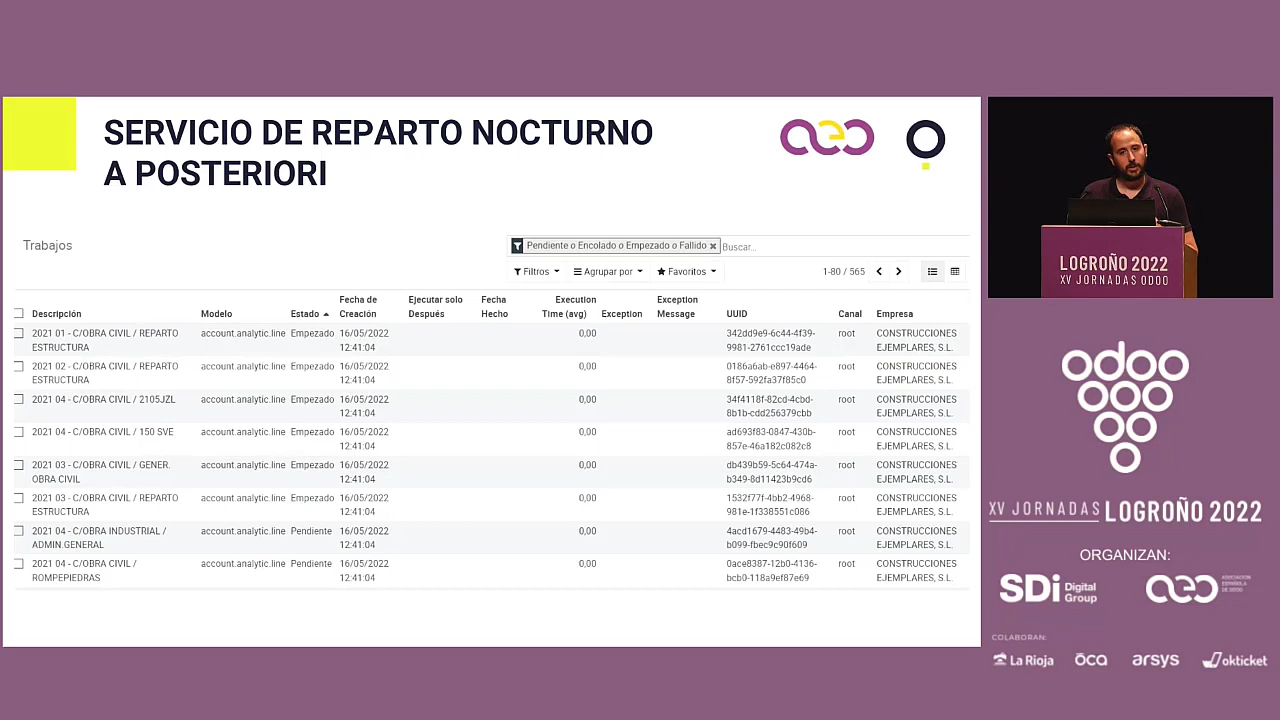 SERVICIO DE REPARTO NOCTURNO
A POSTERIORI
aeo
Trabajos
Pendiente o Encolado o Empezado o Fallido × Buscar...
Filtros Agrupar por Favoritos 1-80 / 565
Descripción Modelo Estado Fecha de Creación Ejecutar solo Después Fecha Hecho Execution Time (avg) Exception Exception Message UUID Canal Empresa
2021 01 - C/OBRA CIVIL / REPARTO account.analytic.line Empezado 16/05/2022 0,00 342dd9e9-6c44-4f39- root CONSTRUCCIONES
ESTRUCTURA 12:41:04 9981-2761ccc19ade EJEMPLARES, S.L.
2021 02 - C/OBRA CIVIL / REPARTO account.analytic.line Empezado 16/05/2022 0,00 0186a6ab-e897-4464- root CONSTRUCCIONES
ESTRUCTURA 12:41:04 8f57-592fa37f85c0 EJEMPLARES, S.L.
2021 04 - C/OBRA CIVIL / 2105JZL account.analytic.line Empezado 16/05/2022 0,00 34f4118f-82cd-4cbd- root CONSTRUCCIONES
12:41:04 8b1b-cdd256379cbb EJEMPLARES, S.L.
2021 04 - C/OBRA CIVIL / 150 SVE account.analytic.line Empezado 16/05/2022 0,00 ad693f83-0847-430b- root CONSTRUCCIONES
12:41:04 857e-46a182c082c8 EJEMPLARES, S.L.
2021 03 - C/OBRA CIVIL / GENER. account.analytic.line Empezado 16/05/2022 0,00 db439b59-5c64-474a- root CONSTRUCCIONES
OBRA CIVIL 12:41:04 b349-8d11423b9cd6 EJEMPLARES, S.L.
2021 03 - C/OBRA CIVIL / REPARTO account.analytic.line Empezado 16/05/2022 0,00 1532f77f-4bb2-4968- root CONSTRUCCIONES
ESTRUCTURA 12:41:04 981e-1f338551c086 EJEMPLARES, S.L.
2021 04 - C/OBRA INDUSTRIAL / account.analytic.line Pendiente 16/05/2022 0,00 4acd1679-4483-49b4- root CONSTRUCCIONES
ADMIN.GENERAL 12:41:04 b099-fbec9c90f609 EJEMPLARES, S.L.
2021 04 - C/OBRA CIVIL / account.analytic.line Pendiente 16/05/2022 0,00 0ace8387-12b0-4136- root CONSTRUCCIONES
ROMPEPIEDRAS 12:41:04 bcb0-118a9ef87e69 EJEMPLARES, S.L.
LOGROÑO 2022
XV JORNADAS ODOO
odoo
XV JORNADAS LOGROÑO 2022
ORGANIZAN:
SDi Digital Group
aeo ASOCIACIÓN ESPAÑOLA DE ODOO
COLABORAN:
La Rioja OCA arsys okticket